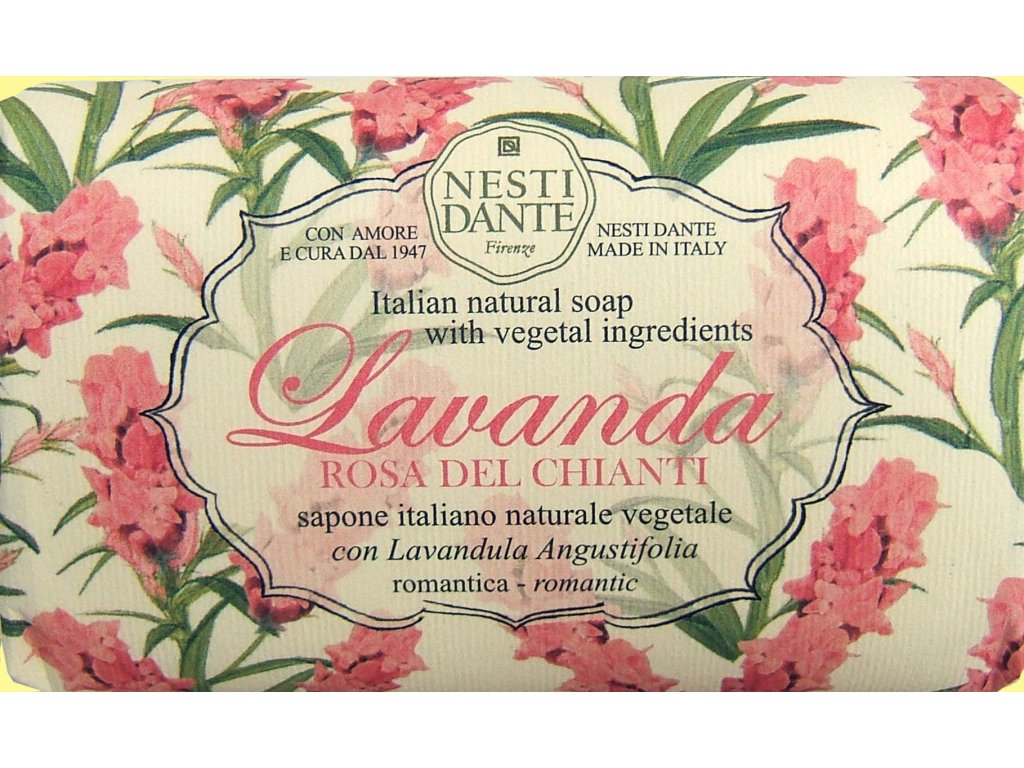 NESTI
DANTE
Firenze
CON AMORE
E CURA DAL 1947
NESTI DANTE
MADE IN ITALY
Italian natural soap
with vegetal ingredients
Lavanda
ROSA DEL CHIANTI
sapone italiano naturale vegetale
con Lavandula Angustifolia
romantica - romantic